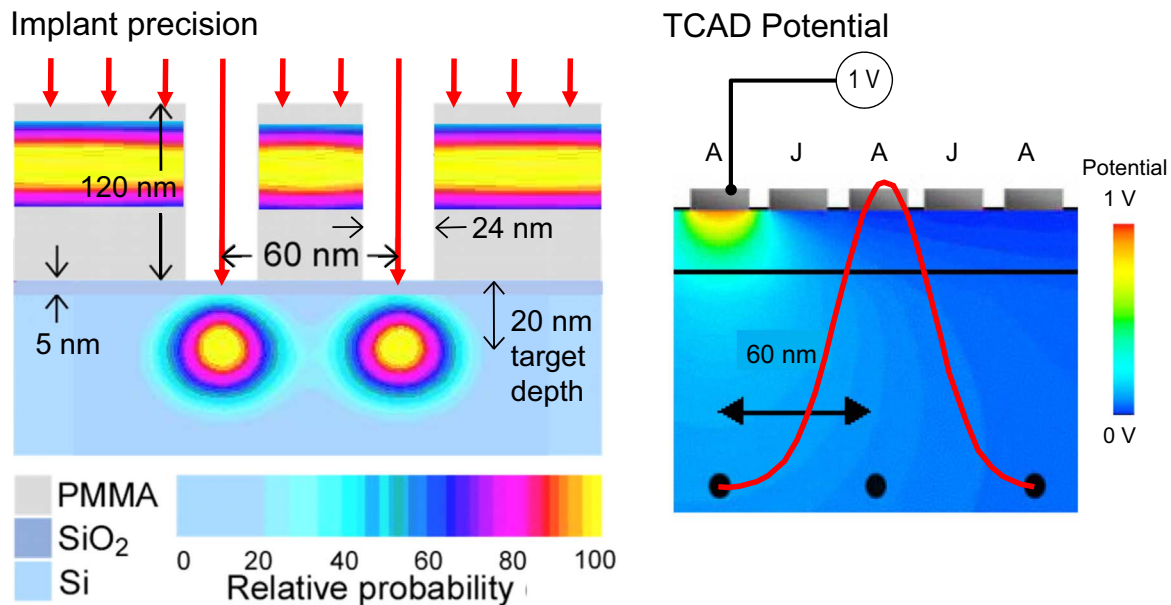 Implant precision
120 nm
24 nm
60 nm
5 nm
20 nm
target
depth
PMMA
SiO₂
Si
0 20 40 60 80 100
Relative probability
TCAD Potential
1 V
A J A J A
Potential
1 V
0 V
60 nm